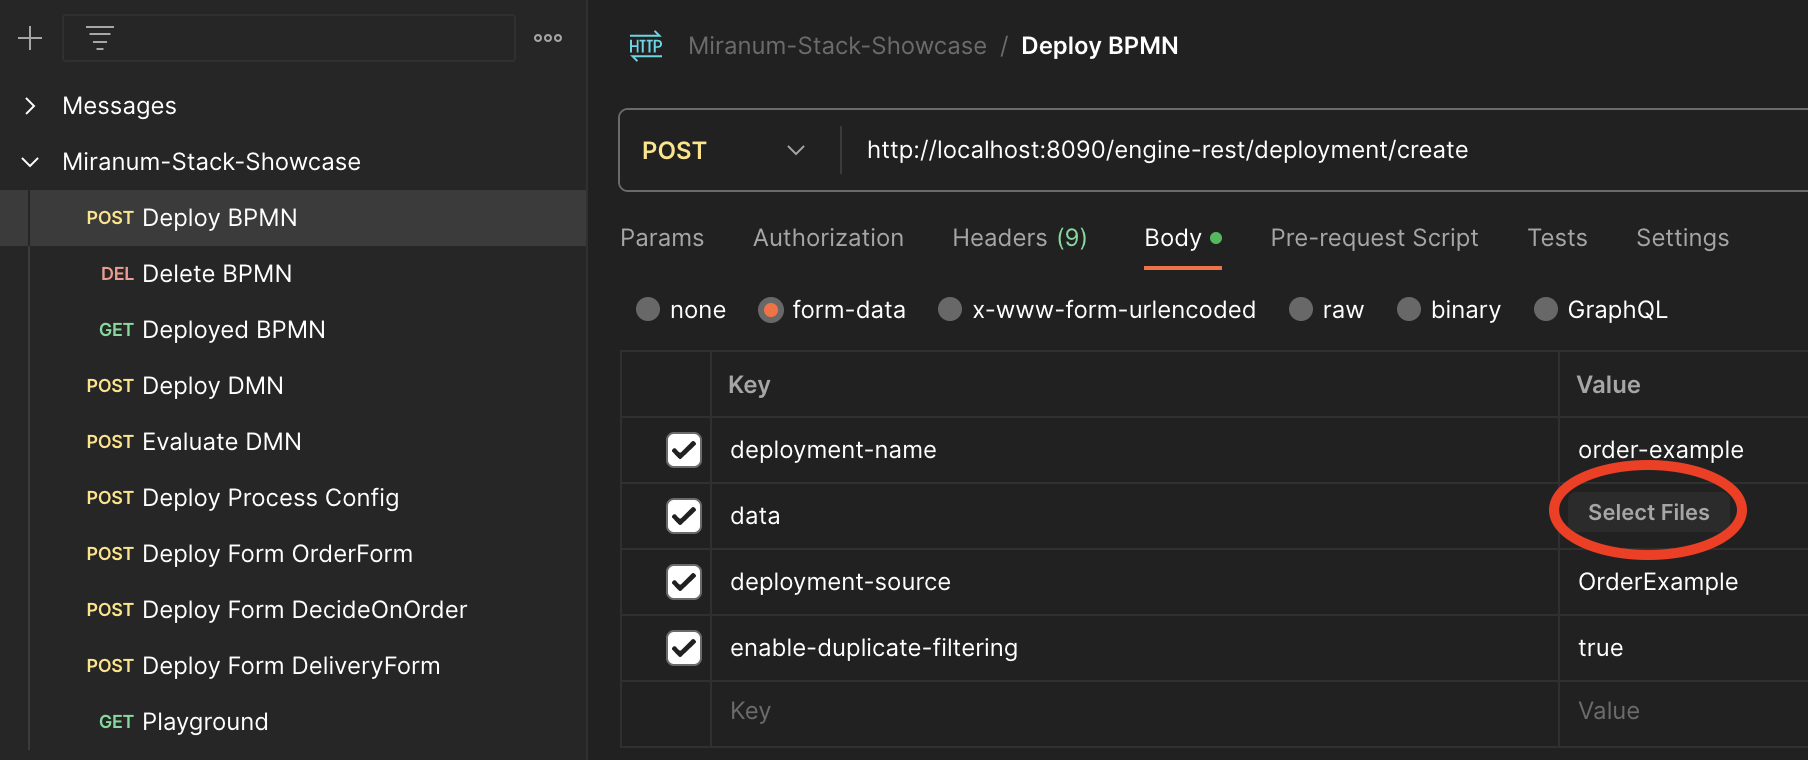 Messages
Miranum-Stack-Showcase
POST Deploy BPMN
DEL Delete BPMN
GET Deployed BPMN
POST Deploy DMN
POST Evaluate DMN
POST Deploy Process Config
POST Deploy Form OrderForm
POST Deploy Form DecideOnOrder
POST Deploy Form DeliveryForm
GET Playground
HTTP Miranum-Stack-Showcase / Deploy BPMN
POST http://localhost:8090/engine-rest/deployment/create
Params Authorization Headers (9) Body Pre-request Script Tests Settings
none form-data x-www-form-urlencoded raw binary GraphQL
Key Value
deployment-name order-example
data Select Files
deployment-source OrderExample
enable-duplicate-filtering true
Key Value